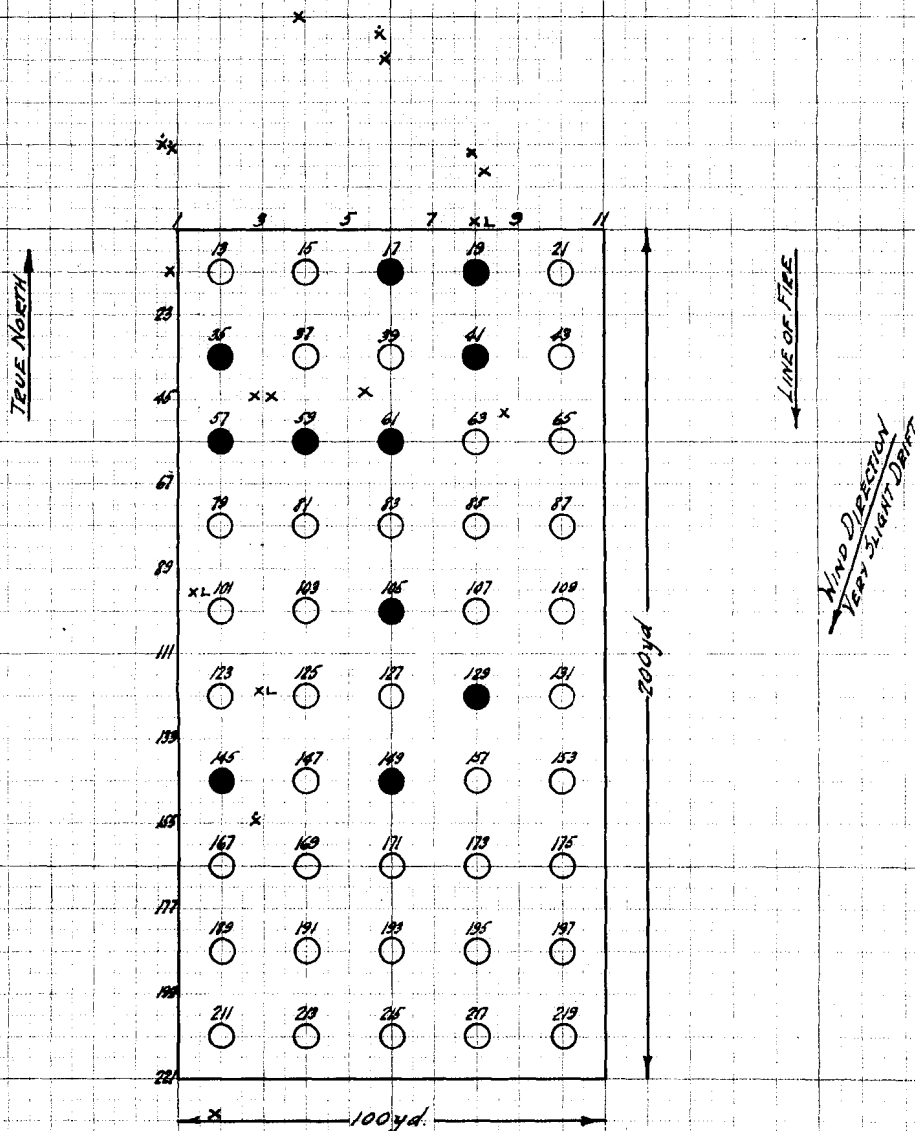 x
x
x
x x
x
x
1 3 5 7 xL 9 11
TRUE NORTH
LINE OF FIRE
13 15 17 19 21
x
23
35 37 39 41 43
45 x x x x
57 59 61 63 65
67
79 81 83 85 87
89
xL 101 103 105 107 109
WIND DIRECTION
VERY SLIGHT DRIFT
111
200yd
123 xL 125 127 129 131
133
145 147 149 151 153
155 x
167 169 171 173 175
177
189 191 193 195 197
199
211 213 215 217 219
221
x 100yd.